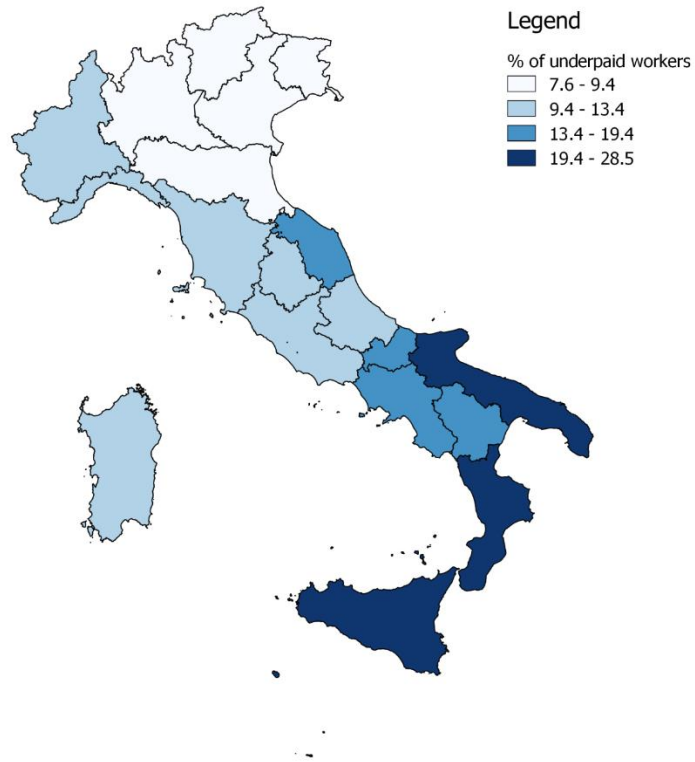 Legend
% of underpaid workers
7.6 - 9.4
9.4 - 13.4
13.4 - 19.4
19.4 - 28.5